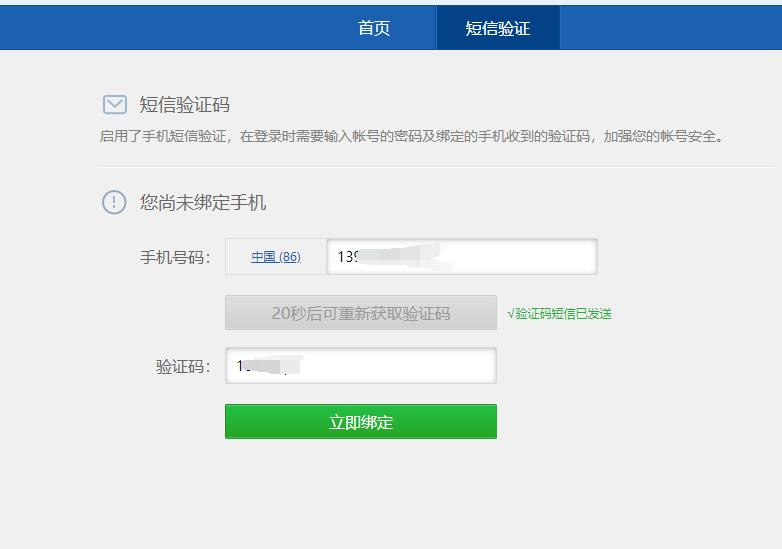 首页 短信验证
短信验证码
启用了手机短信验证，在登录时需要输入帐号的密码及绑定的手机收到的验证码，加强您的帐号安全。
您尚未绑定手机
手机号码： 中国 (86) 139
20秒后可重新获取验证码 √验证码短信已发送
验证码： 1
立即绑定